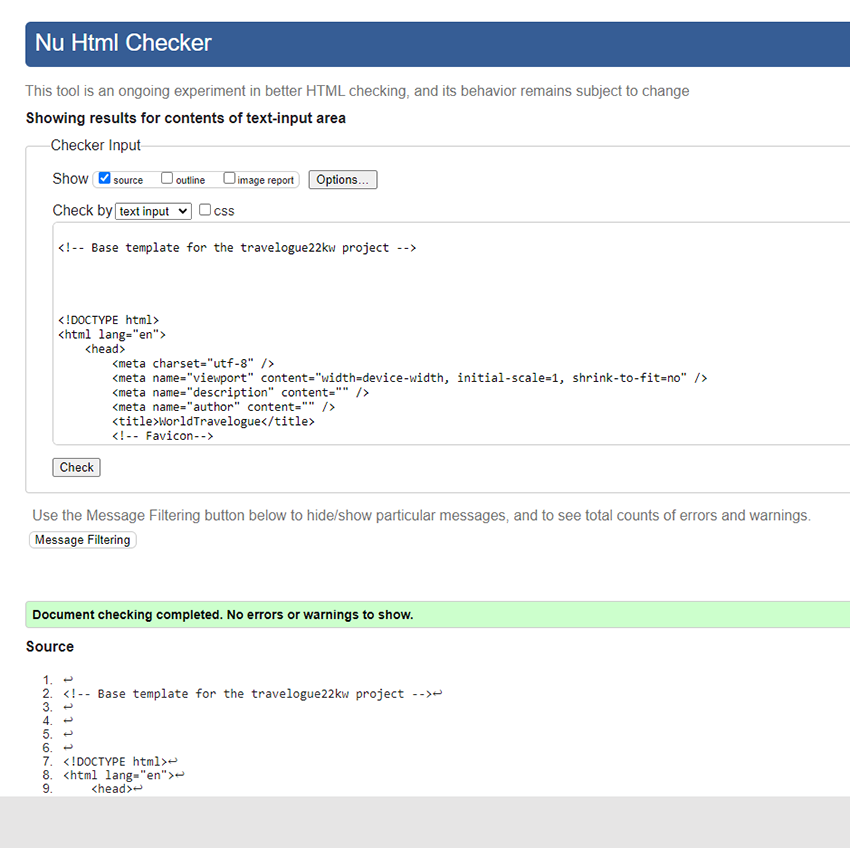 Nu Html Checker
This tool is an ongoing experiment in better HTML checking, and its behavior remains subject to change
Showing results for contents of text-input area
Checker Input
Show source outline image report Options...
Check by text input css
<!-- Base template for the travelogue22kw project -->
<!DOCTYPE html>
<html lang="en">
<head>
<meta charset="utf-8" />
<meta name="viewport" content="width=device-width, initial-scale=1, shrink-to-fit=no" />
<meta name="description" content="" />
<meta name="author" content="" />
<title>WorldTravelogue</title>
<!-- Favicon-->
Check
Use the Message Filtering button below to hide/show particular messages, and to see total counts of errors and warnings.
Message Filtering
Document checking completed. No errors or warnings to show.
Source
1. ↩
2. <!-- Base template for the travelogue22kw project -->↩
3. ↩
4. ↩
5. ↩
6. ↩
7. <!DOCTYPE html>↩
8. <html lang="en">↩
9. <head>↩